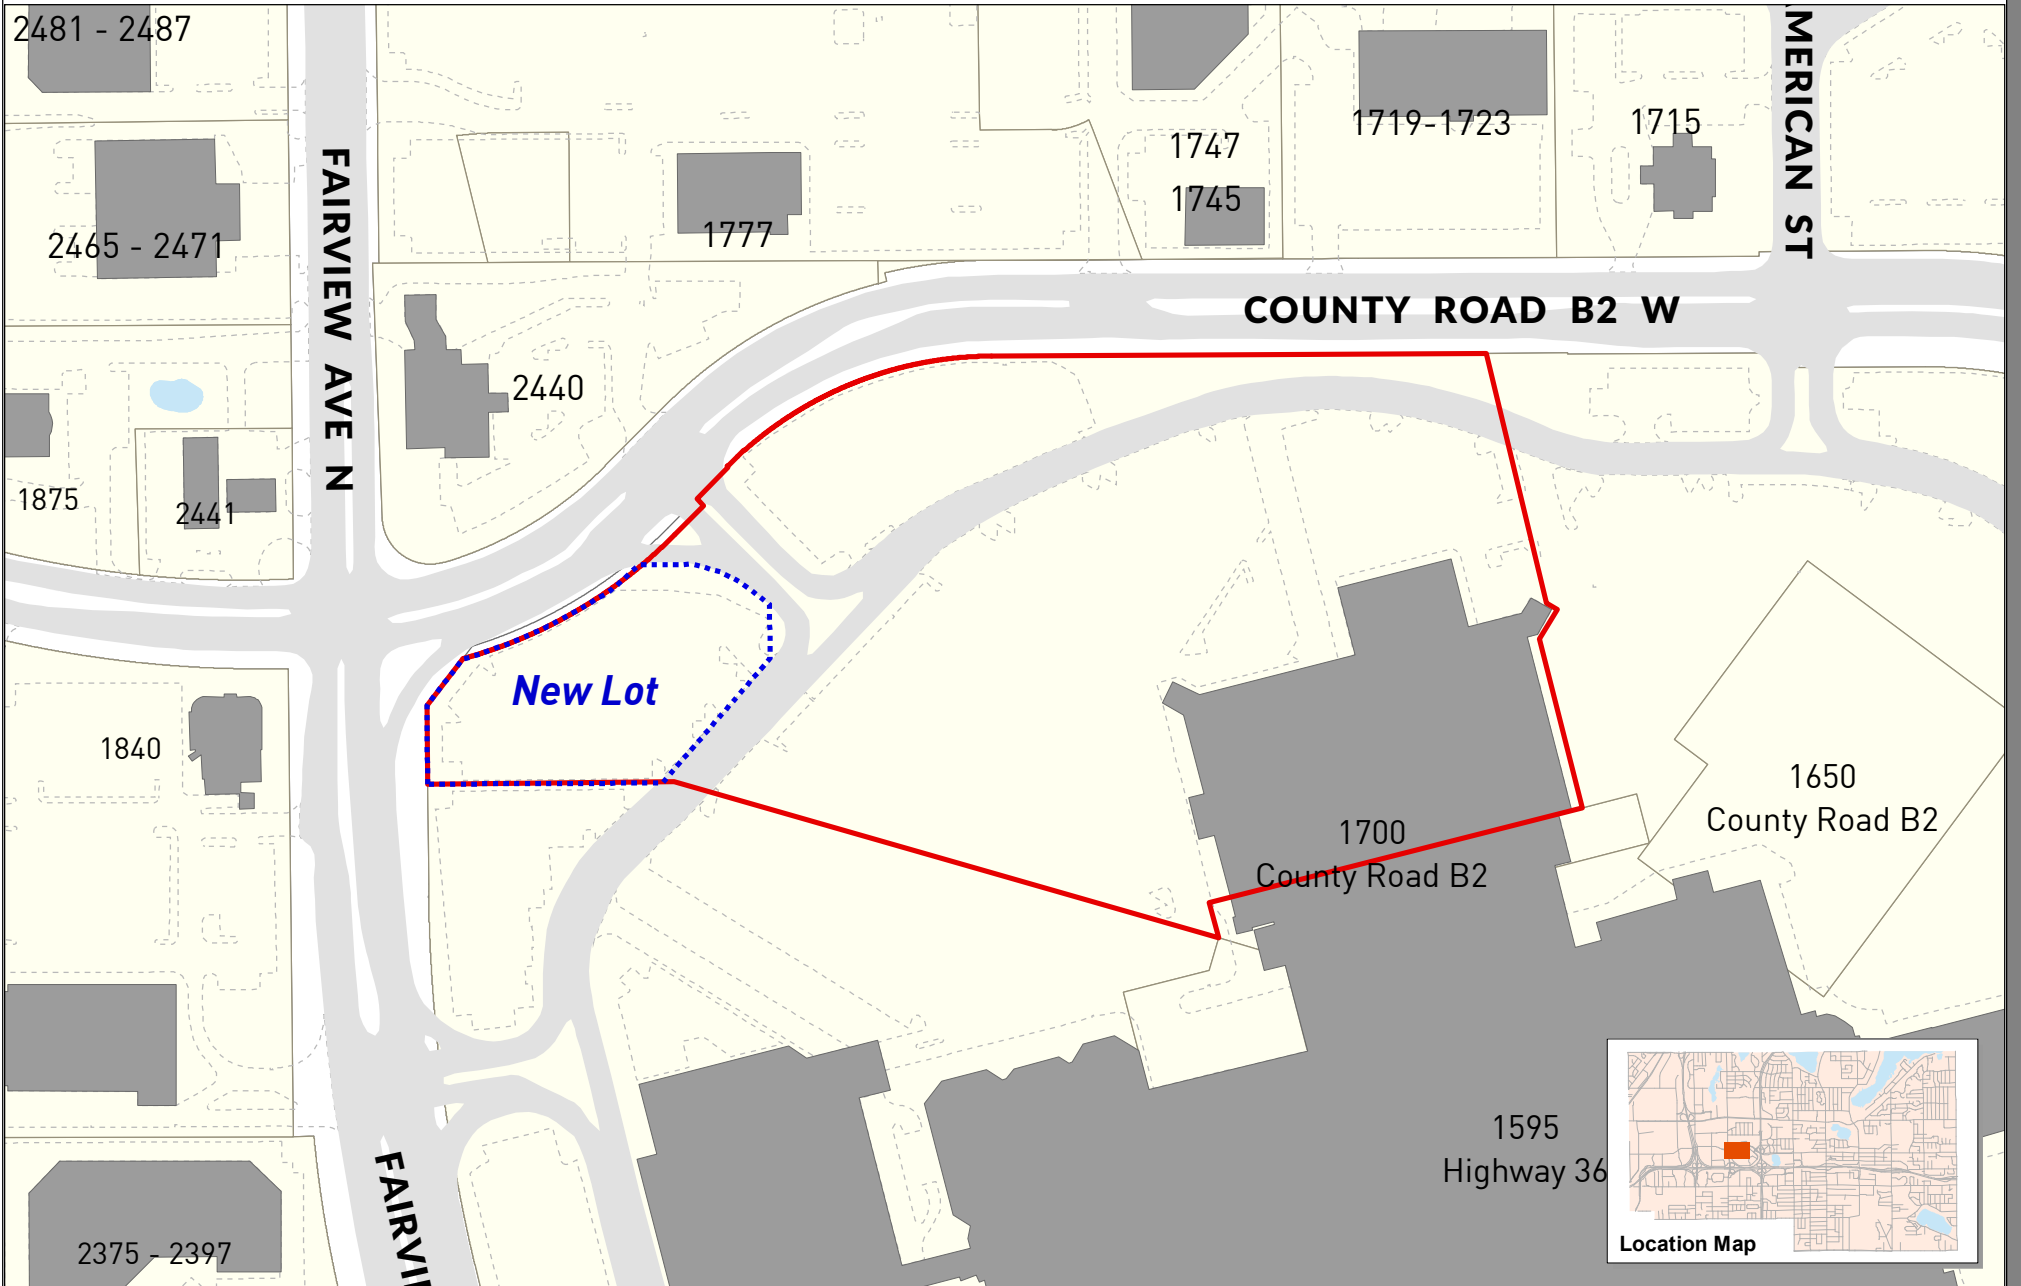 2481 - 2487
MERICAN ST
1719-1723
1715
1747
1745
2465 - 2471
1777
FAIRVIEW AVE N
COUNTY ROAD B2 W
2440
1875
2441
New Lot
1840
1650
County Road B2
1700
County Road B2
1595
Highway 36
2375 - 2397
FAIRVI
Location Map